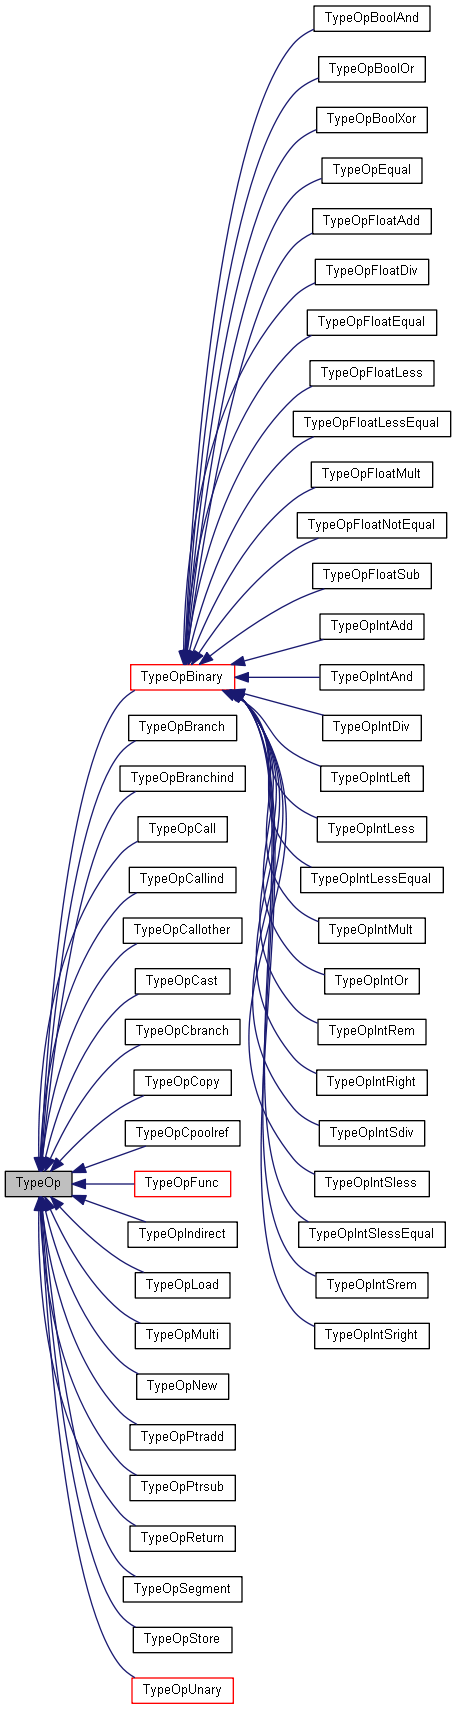 TypeOpBoolAnd
TypeOpBoolOr
TypeOpBoolXor
TypeOpEqual
TypeOpFloatAdd
TypeOpFloatDiv
TypeOpFloatEqual
TypeOpFloatLess
TypeOpFloatLessEqual
TypeOpFloatMult
TypeOpFloatNotEqual
TypeOpFloatSub
TypeOpIntAdd
TypeOpBinary
TypeOpIntAnd
TypeOpBranch
TypeOpIntDiv
TypeOpBranchind
TypeOpIntLeft
TypeOpCall
TypeOpIntLess
TypeOpCallind
TypeOpIntLessEqual
TypeOpCallother
TypeOpIntMult
TypeOpCast
TypeOpIntOr
TypeOpCbranch
TypeOpIntRem
TypeOpCopy
TypeOpIntRight
TypeOpCpoolref
TypeOpIntSdiv
TypeOp
TypeOpFunc
TypeOpIntSless
TypeOpIndirect
TypeOpIntSlessEqual
TypeOpLoad
TypeOpIntSrem
TypeOpMulti
TypeOpIntSright
TypeOpNew
TypeOpPtradd
TypeOpPtrsub
TypeOpReturn
TypeOpSegment
TypeOpStore
TypeOpUnary